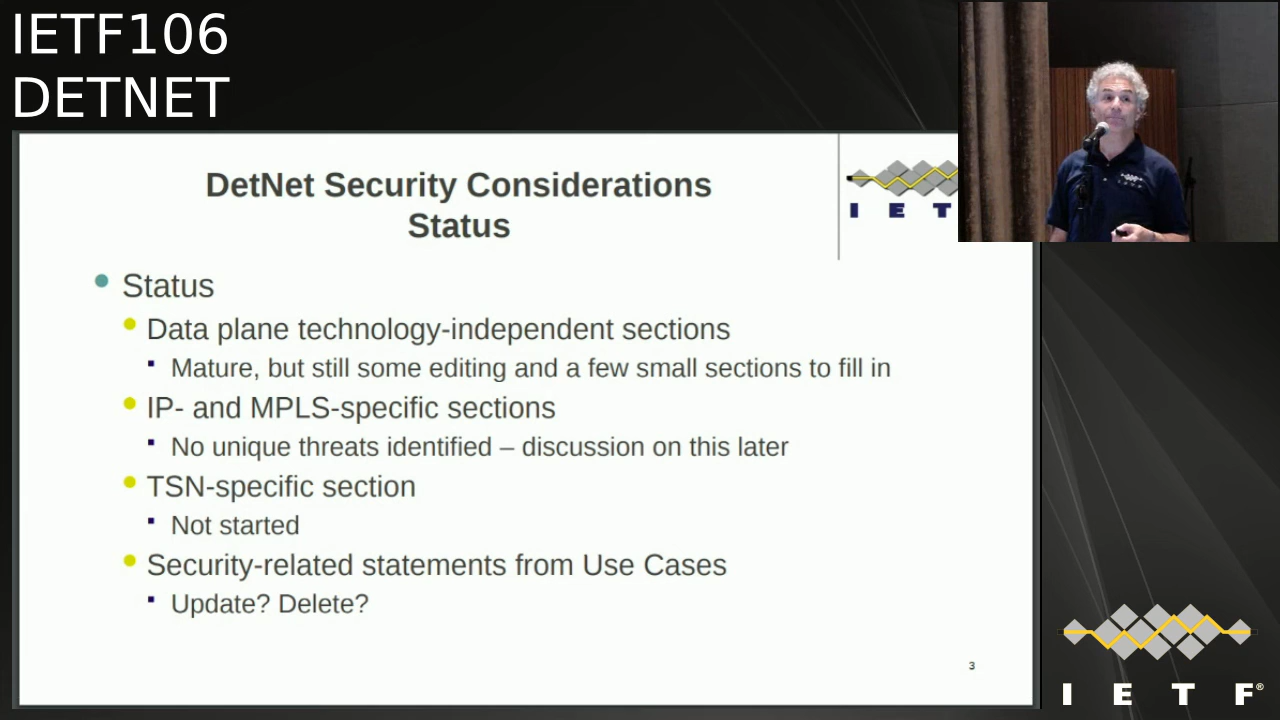 IETF106
DETNET
DetNet Security Considerations
Status
I E T
Status
Data plane technology-independent sections
Mature, but still some editing and a few small sections to fill in
IP- and MPLS-specific sections
No unique threats identified – discussion on this later
TSN-specific section
Not started
Security-related statements from Use Cases
Update? Delete?
3
I E T F®